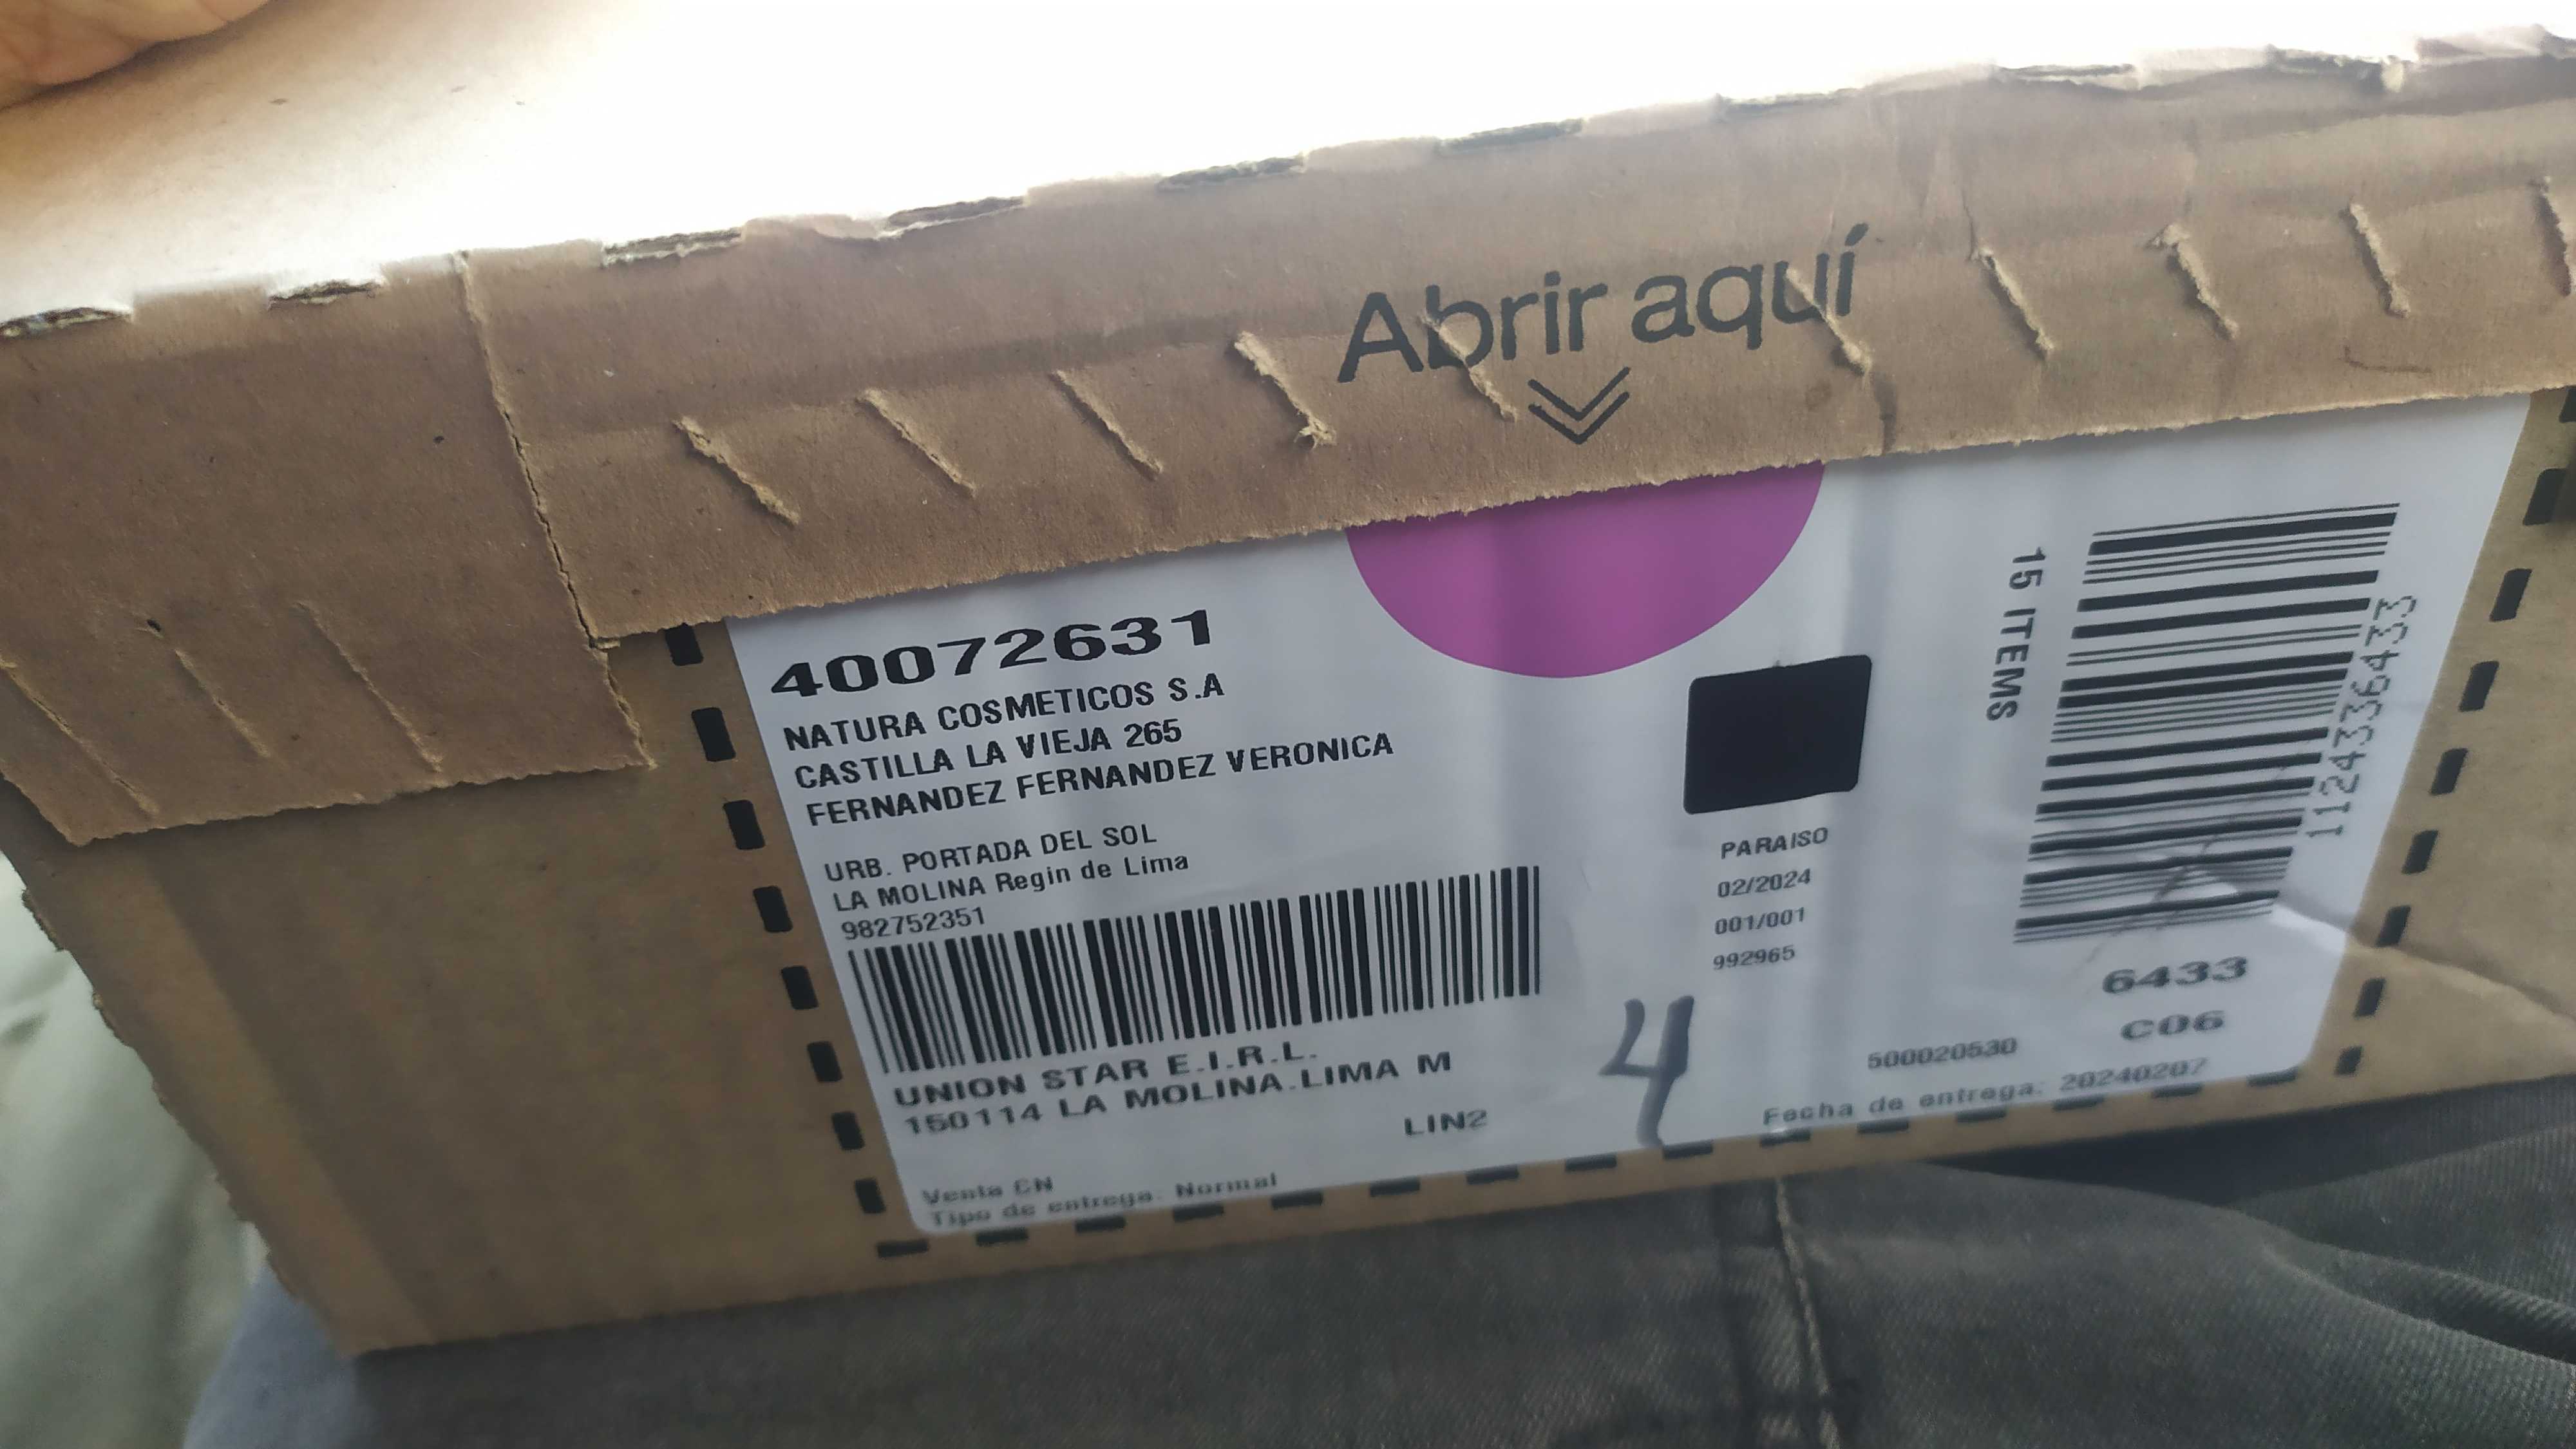 Abrir aquí
40072631
NATURA COSMETICOS S.A
CASTILLA LA VIEJA 265
FERNANDEZ FERNANDEZ VERONICA
URB. PORTADA DEL SOL
LA MOLINA Regin de Lima
982752351
UNION STAR E.I.R.L.
150114 LA MOLINA.LIMA M
LIN2
Venta CN
Tipo de entrega: Normal
PARAISO
02/2024
001/001
992965
4
15 ITEMS
1124336433
6433
C06
500020530
Fecha de entrega: 20240207